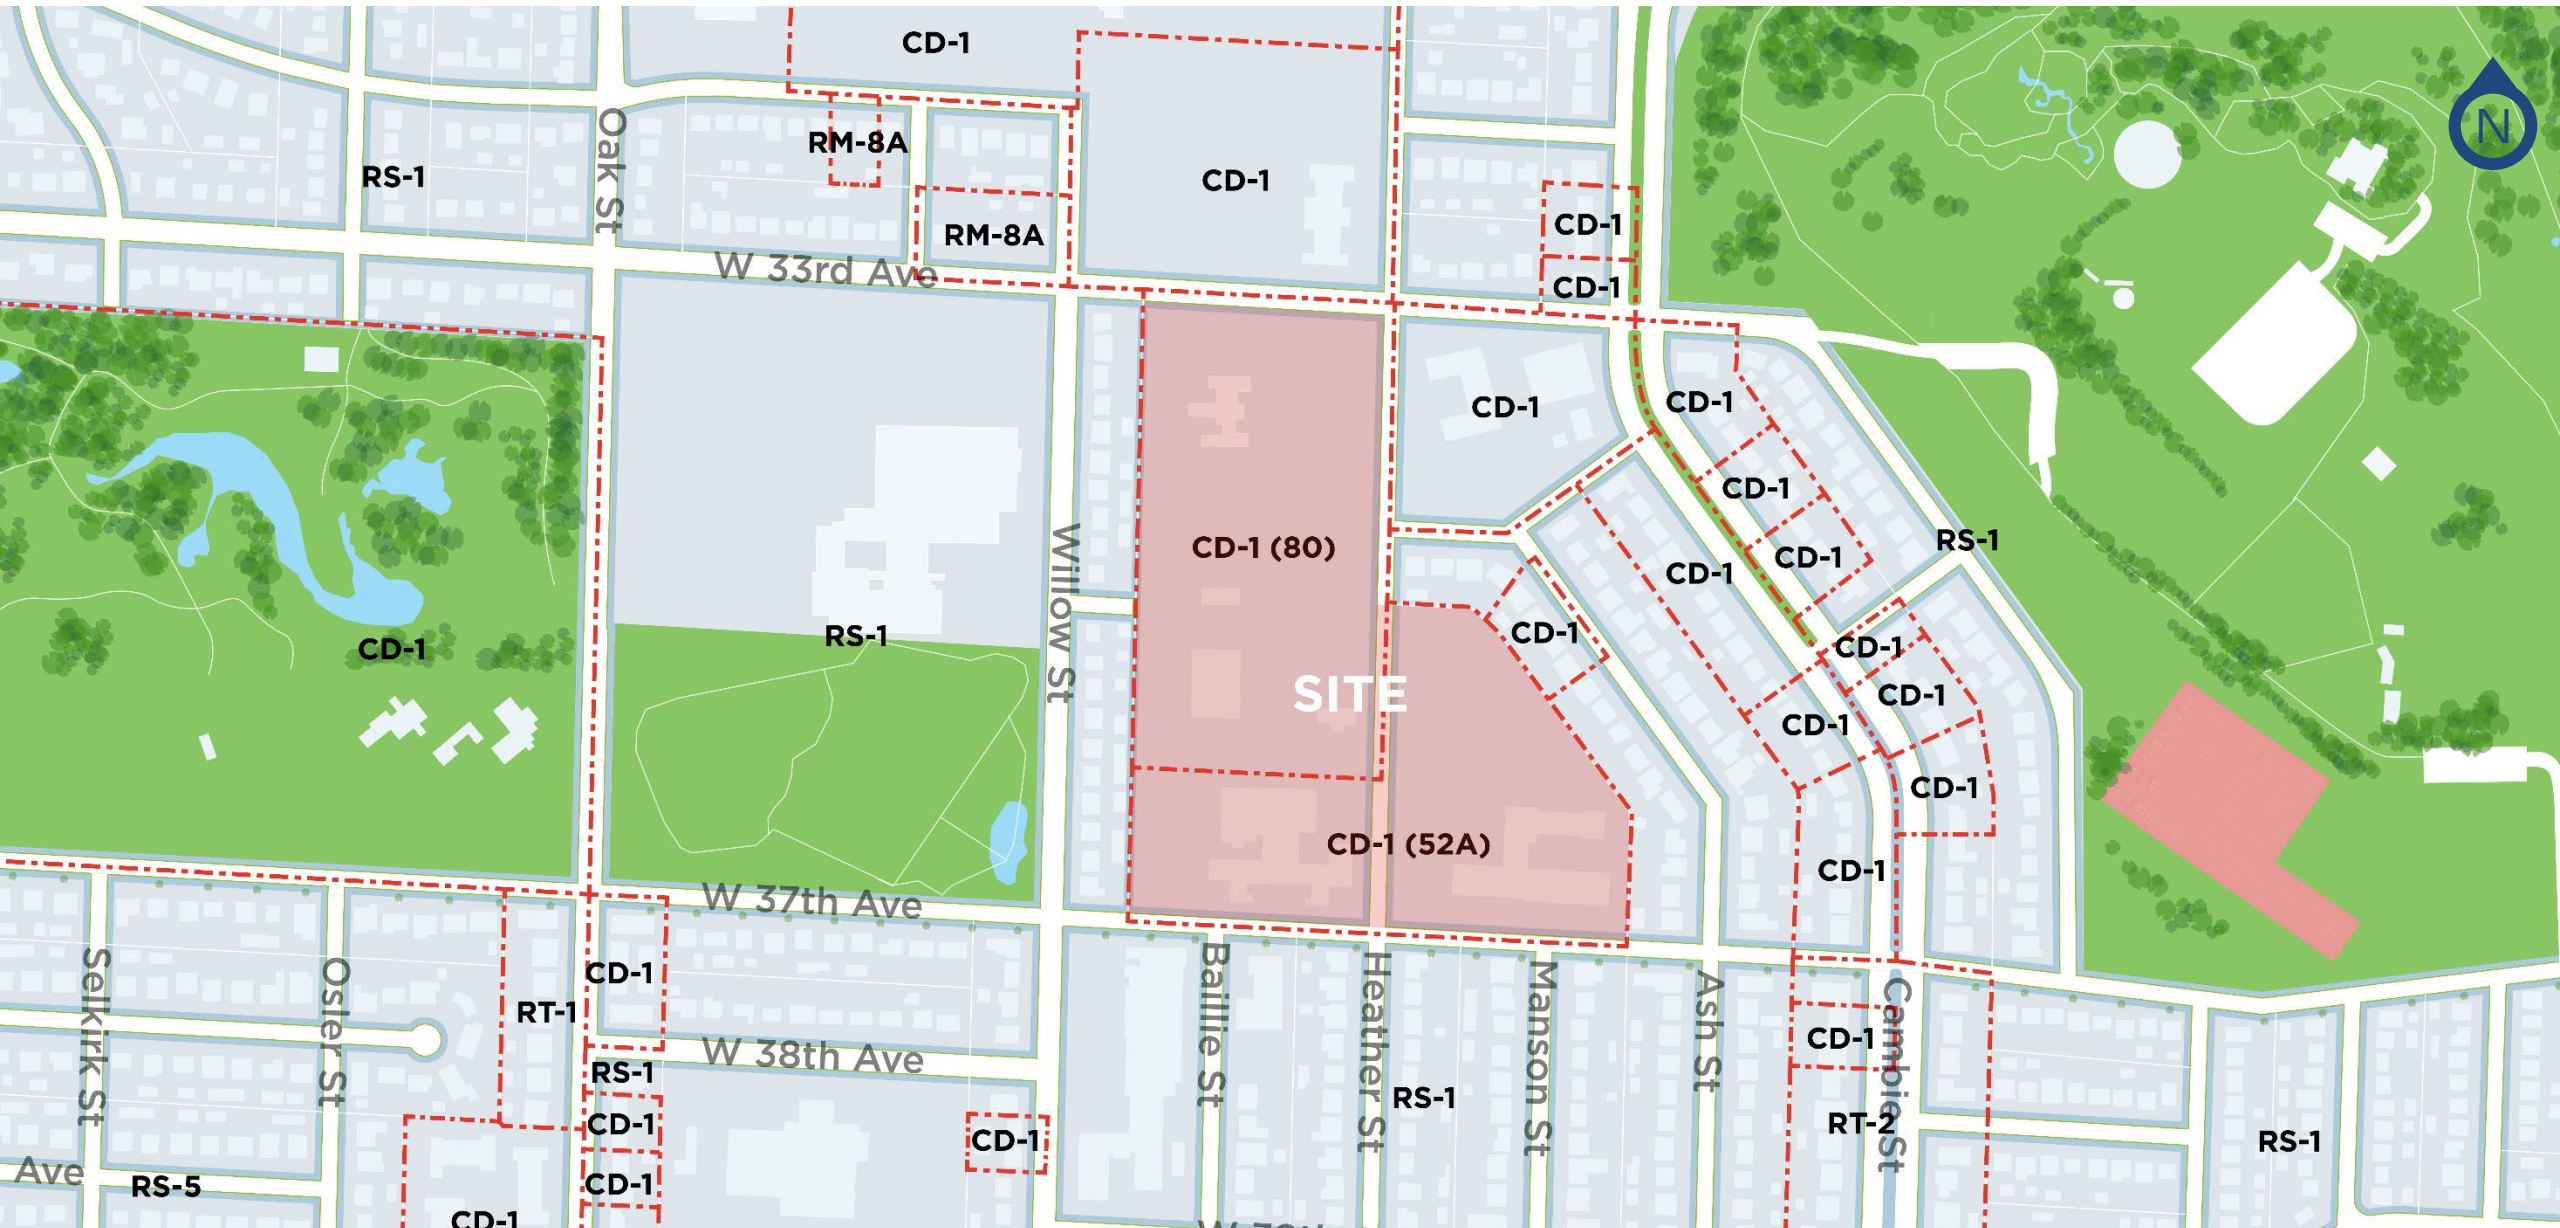 CD-1
N
Oak St
RM-8A
RS-1
CD-1
CD-1
RM-8A
W 33rd Ave
CD-1
CD-1
CD-1
CD-1
CD-1 (80)
RS-1
CD-1
CD-1
Willow St
RS-1
CD-1
CD-1
CD-1
SITE
CD-1
CD-1
CD-1
CD-1 (52A)
CD-1
W 37th Ave
CD-1
RT-1
Selkirk St
Osler St
Baillie St
Heather St
Manson St
Ash St
Cambie St
CD-1
W 38th Ave
RS-1
RS-1
CD-1
CD-1
RT-2
RS-1
Ave
RS-5
CD-1
CD-1